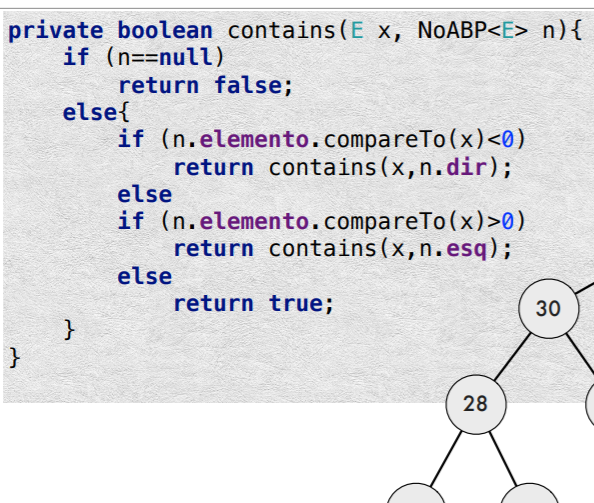 private boolean contains(E x, NoABP<E> n){
    if (n==null)
        return false;
    else{
        if (n.elemento.compareTo(x)<0)
            return contains(x,n.dir);
        else
        if (n.elemento.compareTo(x)>0)
            return contains(x,n.esq);
        else
            return true;
    }
}
30
28